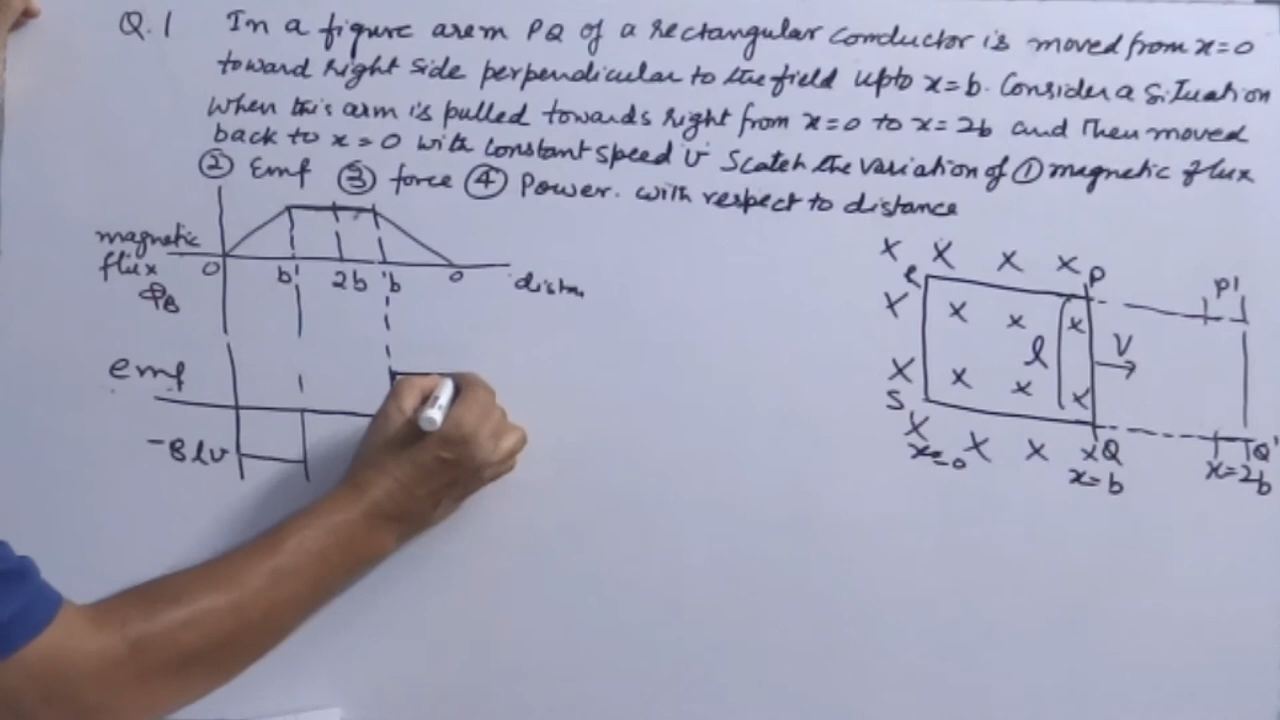 Q.1 In a figure arem PQ of a rectangular conductor is moved from x=0
toward right side perpendicular to the field upto x=b. Consider a situation
When this arm is pulled towards right from x=0 to x=2b and then moved
back to x=0 with constant speed v Scatch the variation of ① magnetic flux
② Emf ③ force ④ Power. with respect to distance
magnetic
flux
ΦB
0 b 2b b 0 distan
emf
-Blv
x x x x P P'
x x x x
l V
x x x x
S
x x x x Q Q'
x=0 x=b x=2b